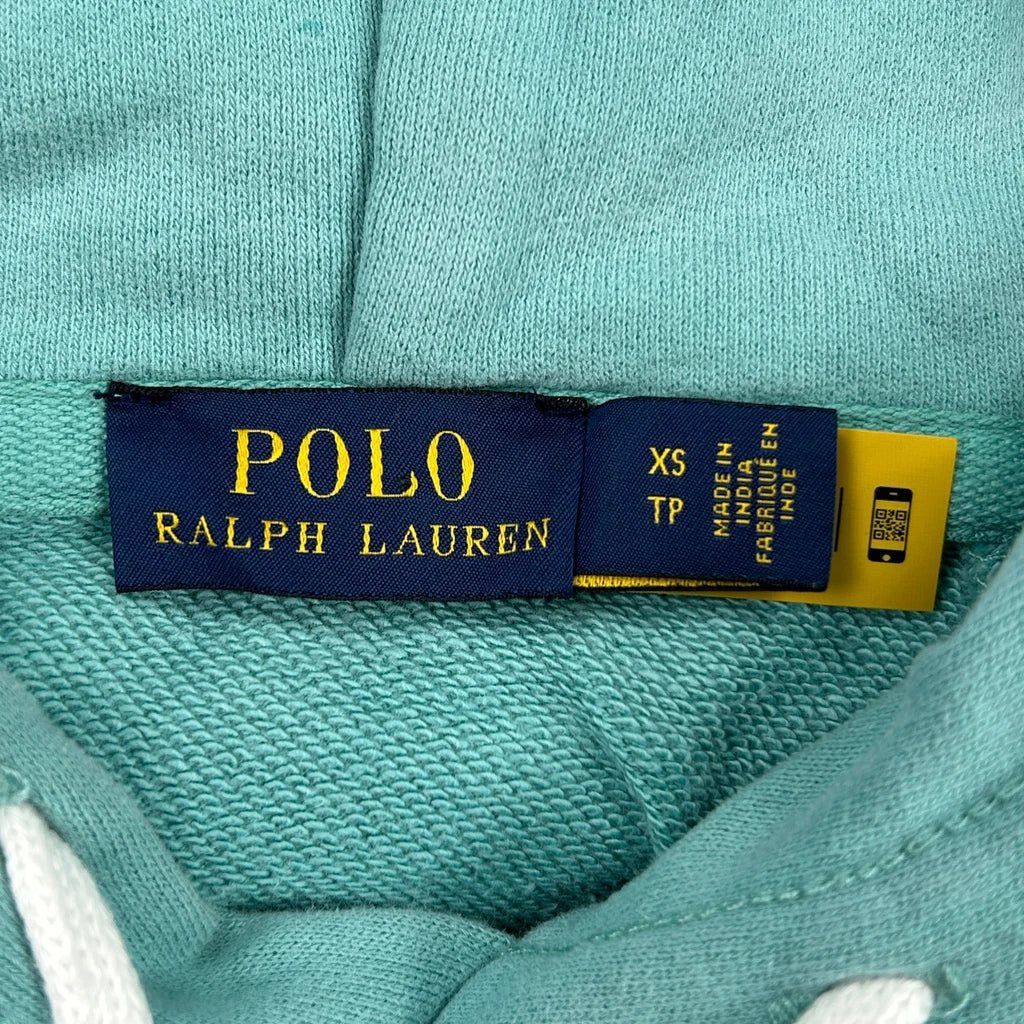 POLO
RALPH LAUREN
XS
TP
MADE IN
INDIA
FABRIQUÉ EN
INDE